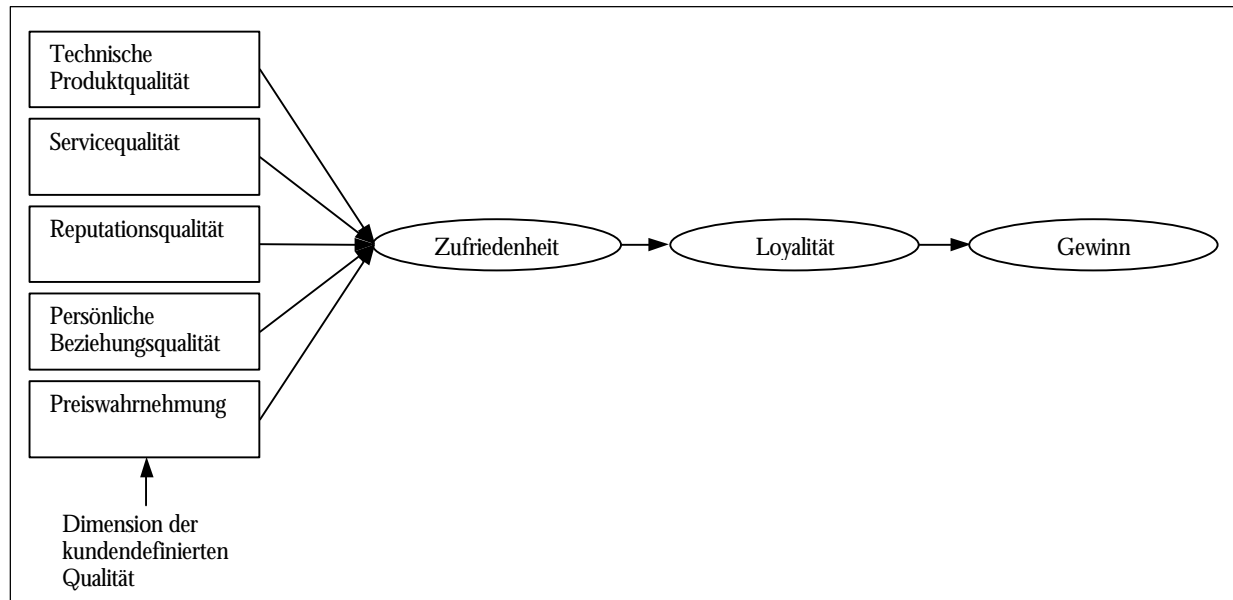 Technische
Produktqualität
Servicequalität
Reputationsqualität
Persönliche
Beziehungsqualität
Preiswahrnehmung
Zufriedenheit
Loyalität
Gewinn
Dimension der
kundendefinierten
Qualität